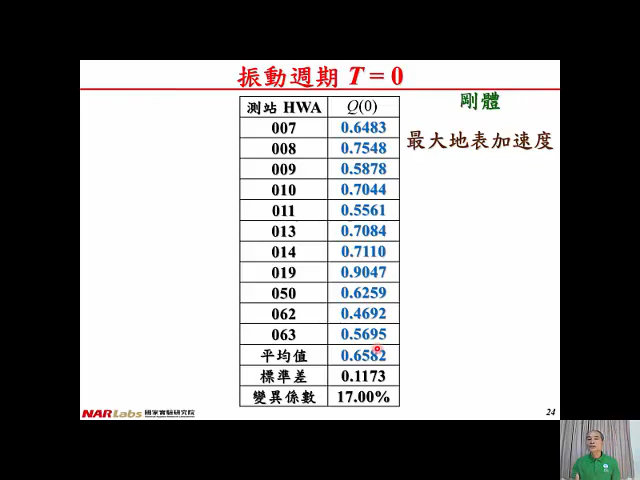 振動週期 T = 0
剛體
最大地表加速度
測站 HWA Q(0)
007 0.6483
008 0.7548
009 0.5878
010 0.7044
011 0.5561
013 0.7084
014 0.7110
019 0.9047
050 0.6259
062 0.4692
063 0.5695
平均值 0.6582
標準差 0.1173
變異係數 17.00%
NARLabs 國家實驗研究院
24